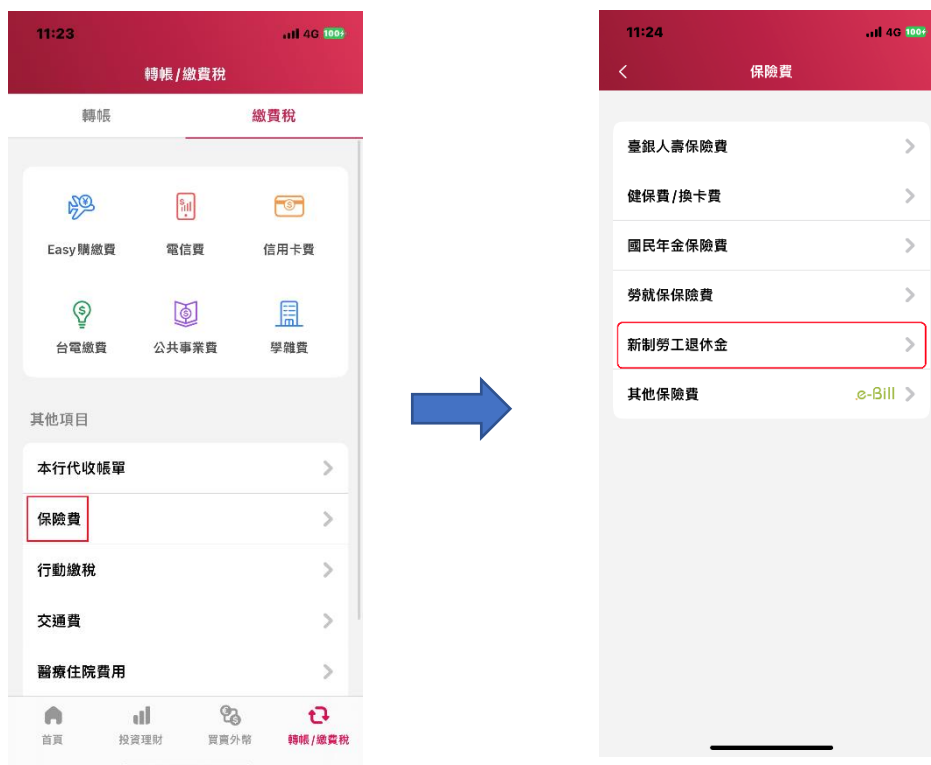 11:23
4G 100+
轉帳/繳費稅
轉帳
繳費稅
Easy購繳費
電信費
信用卡費
台電繳費
公共事業費
學雜費
其他項目
本行代收帳單
保險費
行動繳稅
交通費
醫療住院費用
首頁
投資理財
買賣外幣
轉帳/繳費稅
11:24
4G 100+
保險費
臺銀人壽保險費
健保費/換卡費
國民年金保險費
勞就保保險費
新制勞工退休金
其他保險費
e-Bill